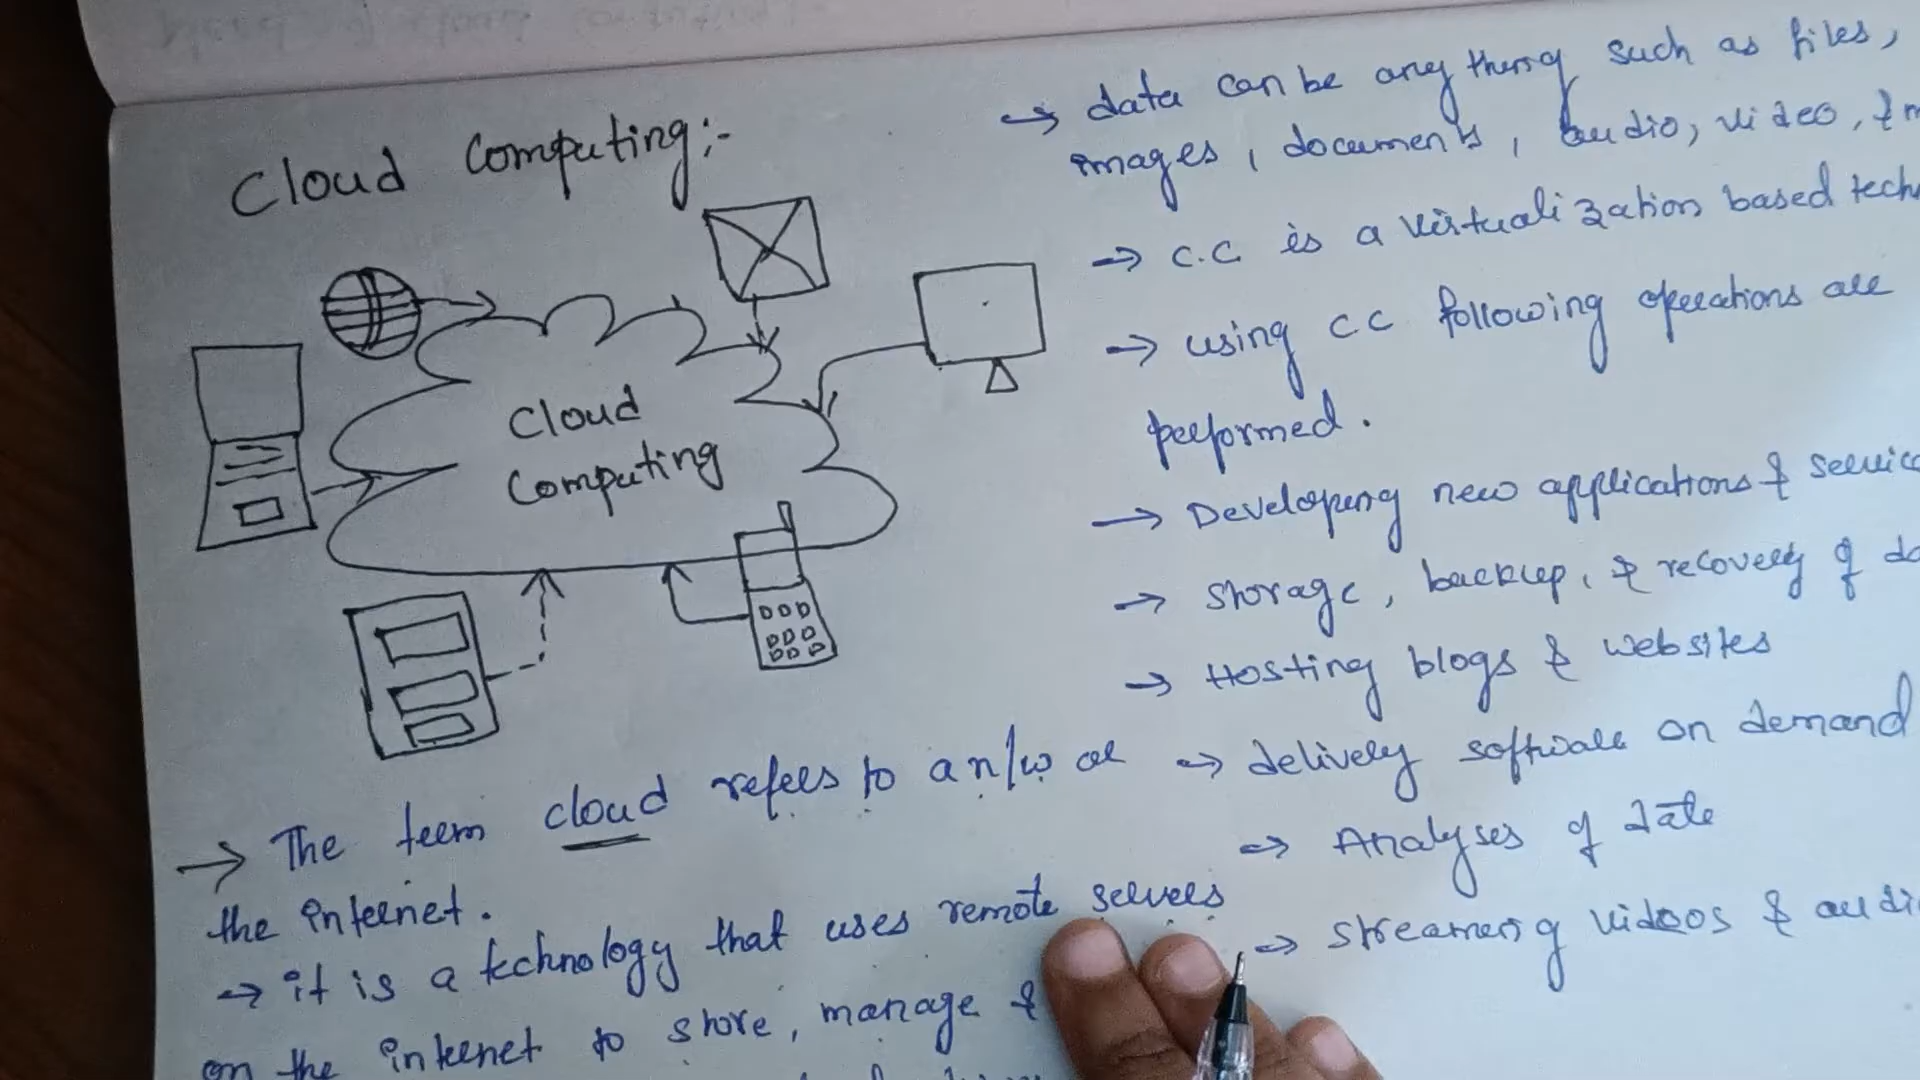 Cloud Computing:-
Cloud
Computing
→ The term cloud refers to a n/w or
the internet.
→ it is a technology that uses remote servers
on the internet to store, manage &
→ data can be any thing such as files,
images, documents, audio, video, &
→ C.C is a virtualization based
→ using CC following operations are
performed.
→ Developing new applications &
→ storage, backup, & recovery of
→ Hosting blogs & websites
→ delivery software on demand
→ Analyses of data
→ streaming videos &